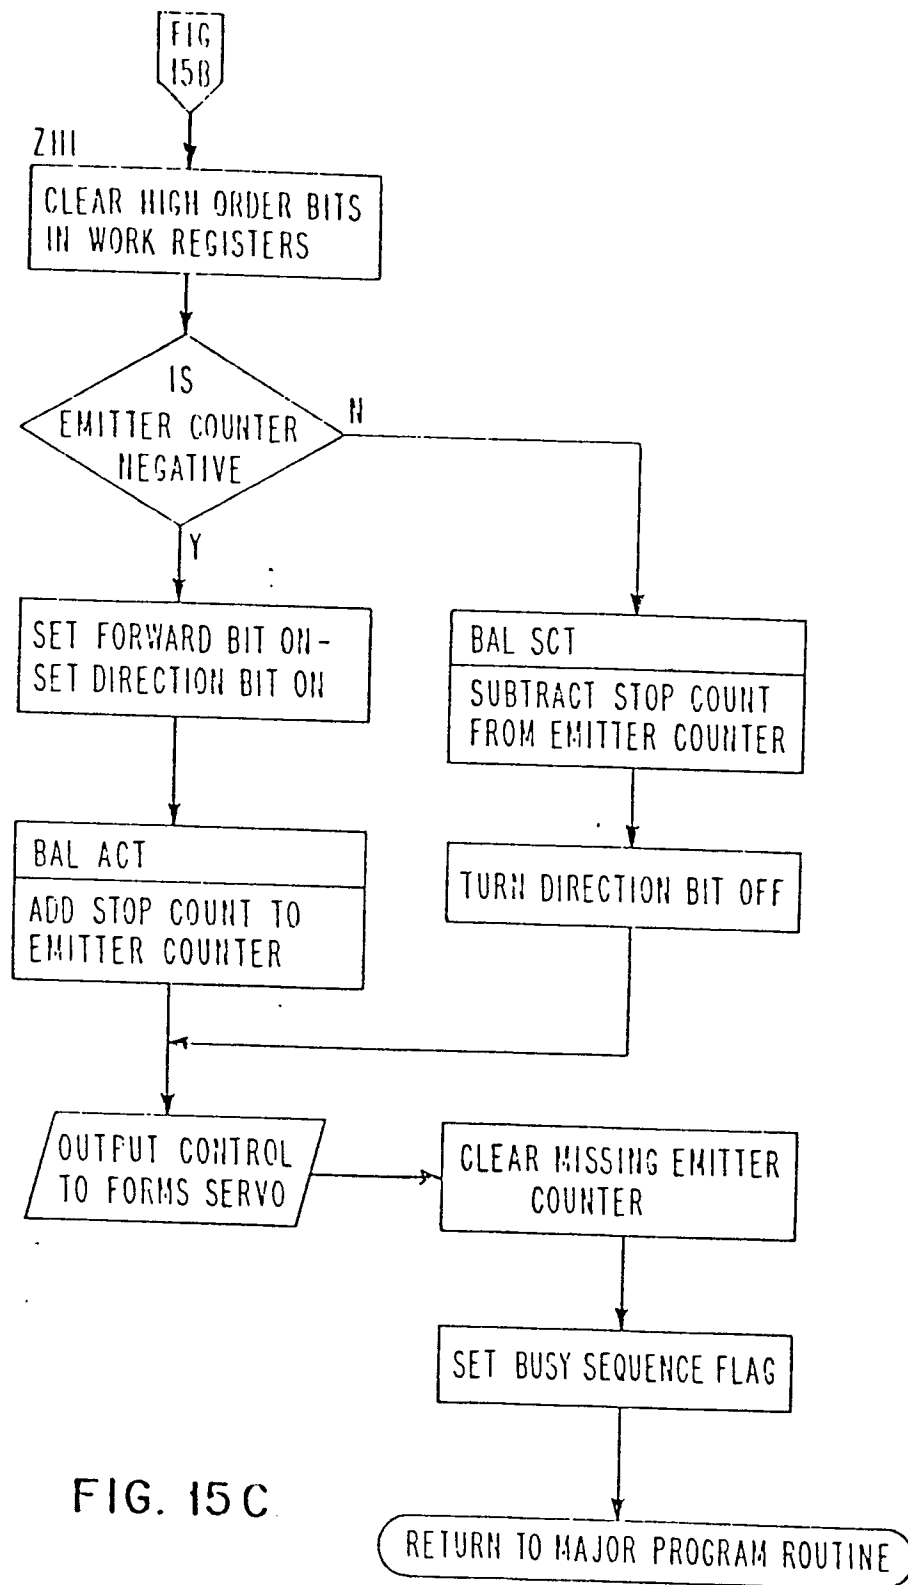 FIG
15B
Z111
CLEAR HIGH ORDER BITS
IN WORK REGISTERS
IS
EMITTER COUNTER
NEGATIVE
N
Y
SET FORWARD BIT ON-
SET DIRECTION BIT ON
BAL SCT
SUBTRACT STOP COUNT
FROM EMITTER COUNTER
BAL ACT
ADD STOP COUNT TO
EMITTER COUNTER
TURN DIRECTION BIT OFF
OUTPUT CONTROL
TO FORMS SERVO
CLEAR MISSING EMITTER
COUNTER
SET BUSY SEQUENCE FLAG
RETURN TO MAJOR PROGRAM ROUTINE
FIG. 15C